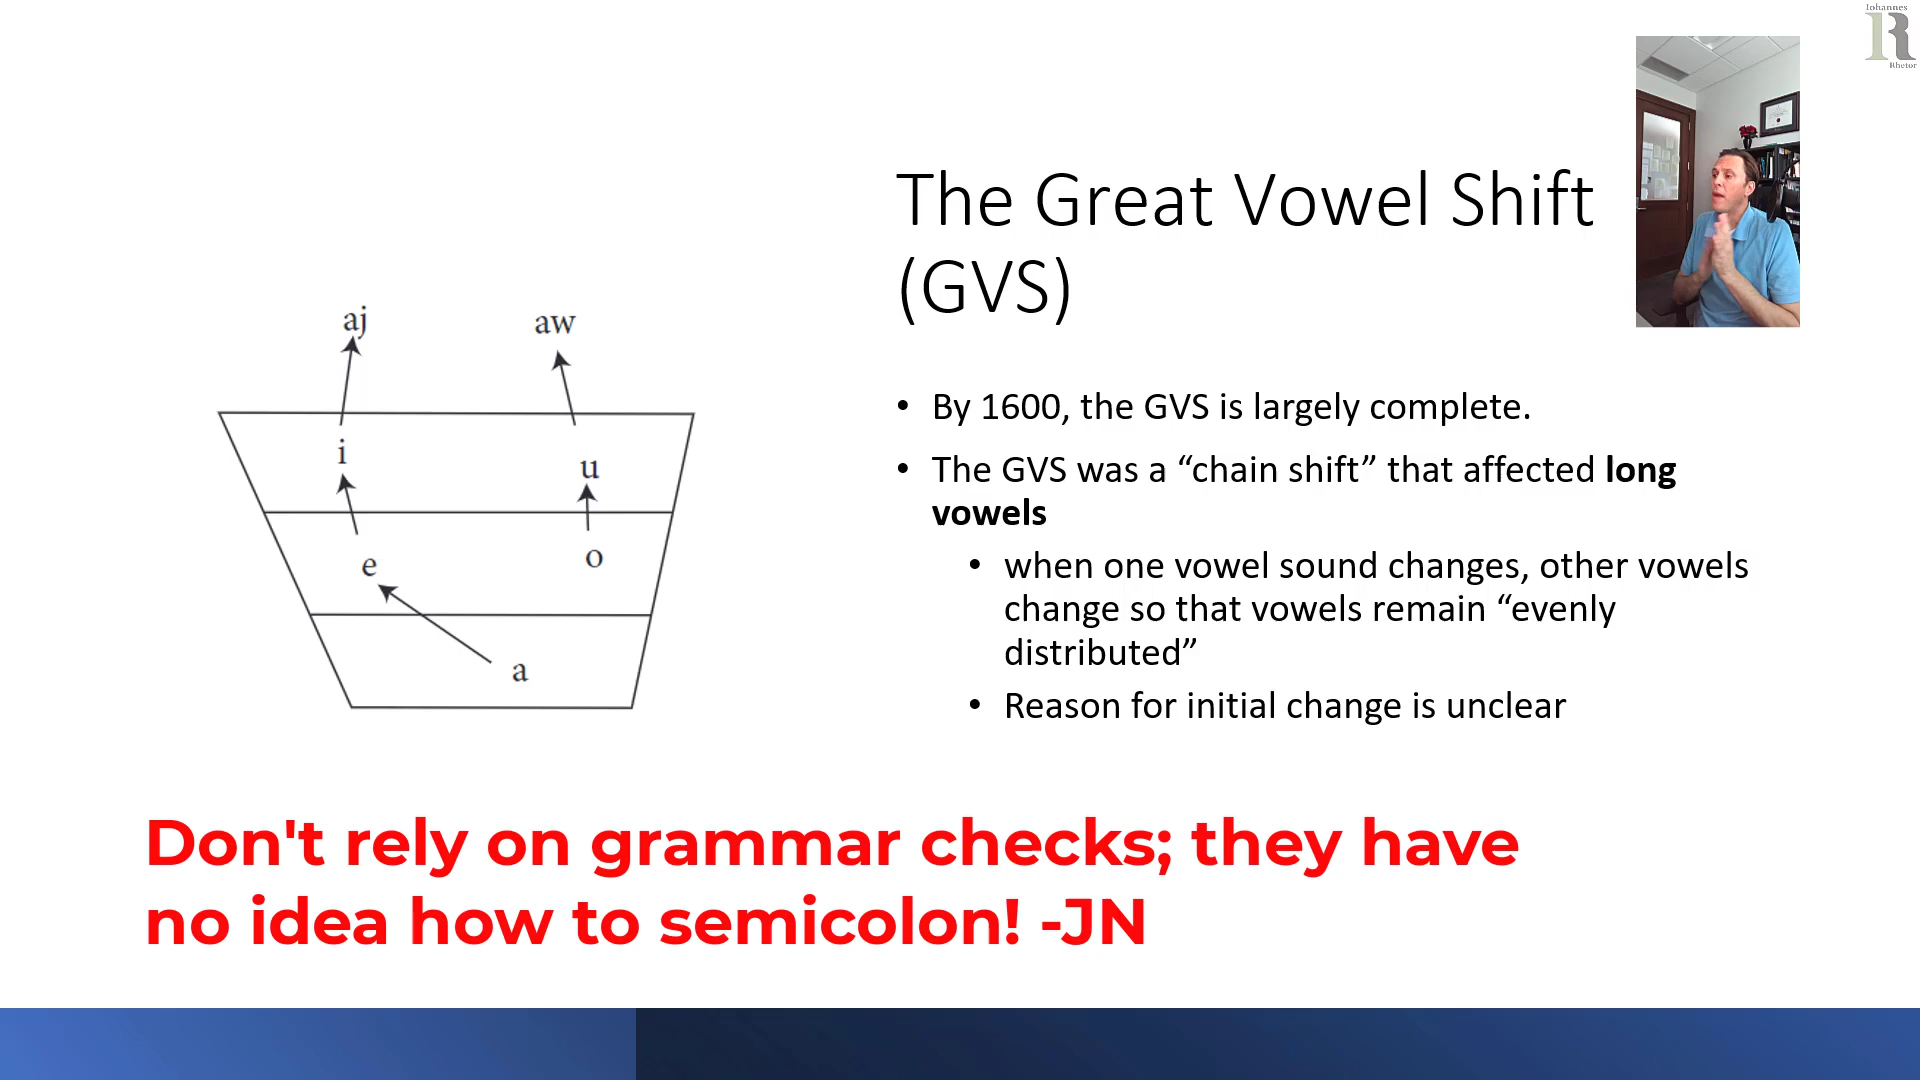 Iohannes
R
Rhetor
The Great Vowel Shift
(GVS)
aj
aw
i
u
e
o
a
• By 1600, the GVS is largely complete.
• The GVS was a “chain shift” that affected long
vowels
• when one vowel sound changes, other vowels
change so that vowels remain “evenly
distributed”
• Reason for initial change is unclear
Don't rely on grammar checks; they have
no idea how to semicolon! -JN